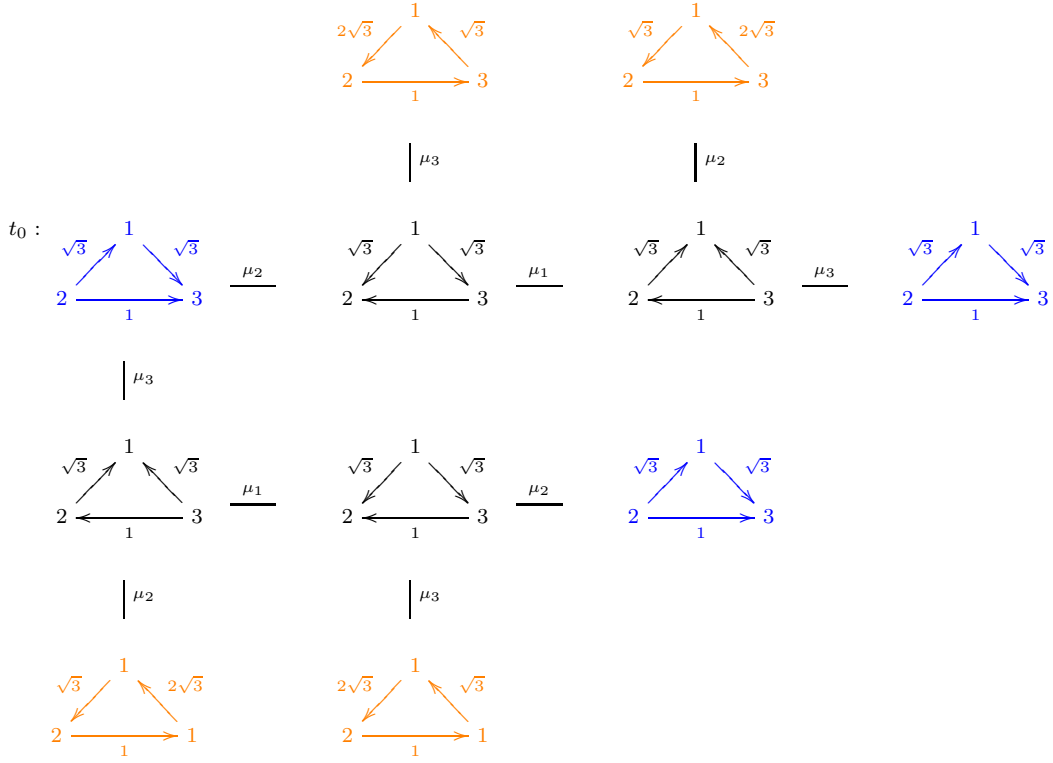 1 1
2√3 √3 √3 2√3
2 3 2 3
1 1
μ₃ μ₂
t₀ : 1 1 1 1
√3 √3 √3 √3 √3 √3 √3 √3
μ₂ μ₁ μ₃
2 3 2 3 2 3 2 3
1 1 1 1
μ₃
1 1 1
√3 √3 √3 √3 √3 √3
μ₁ μ₂
2 3 2 3 2 3
1 1 1
μ₂ μ₃
1 1
√3 2√3 2√3 √3
2 1 2 1
1 1